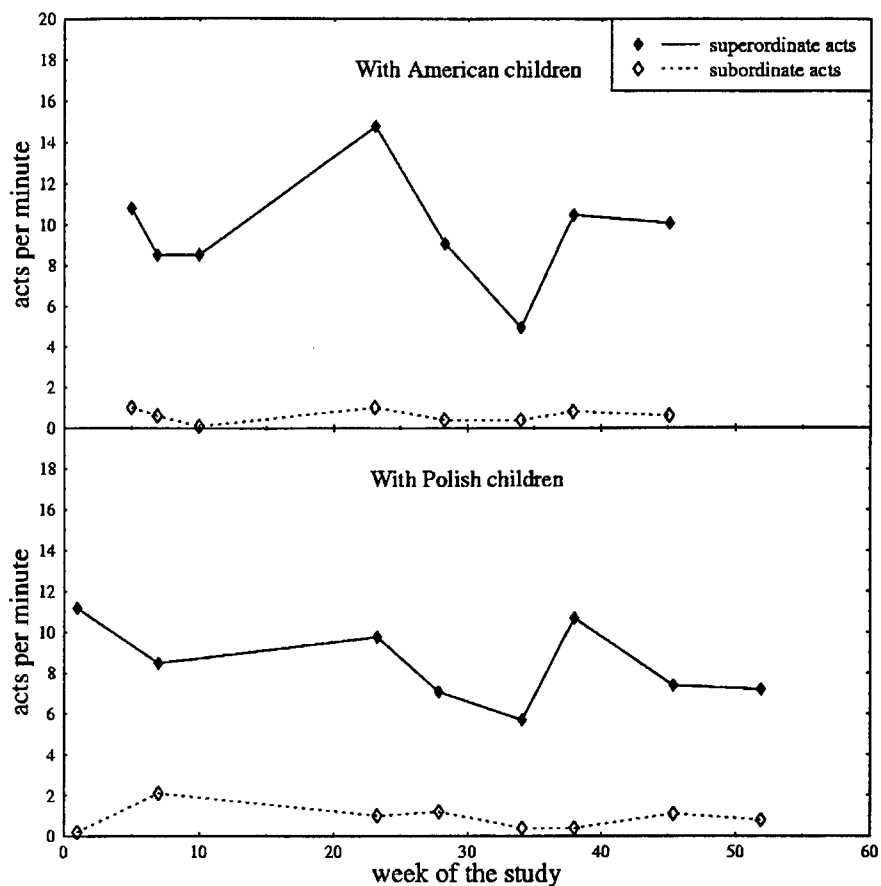 20
18
16
14
12
10
8
6
4
2
0
acts per minute
With American children
superordinate acts
subordinate acts
18
16
14
12
10
8
6
4
2
0
acts per minute
With Polish children
0 10 20 30 40 50 60
week of the study